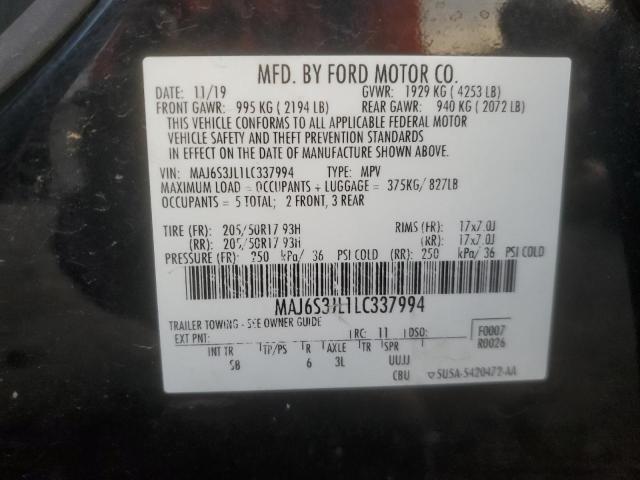 MFD. BY FORD MOTOR CO.
DATE: 11/19 GVWR: 1929 KG ( 4253 LB)
FRONT GAWR: 995 KG ( 2194 LB) REAR GAWR: 940 KG ( 2072 LB)
THIS VEHICLE CONFORMS TO ALL APPLICABLE FEDERAL MOTOR
VEHICLE SAFETY AND THEFT PREVENTION STANDARDS
IN EFFECT ON THE DATE OF MANUFACTURE SHOWN ABOVE.
VIN: MAJ6S3JL1LC337994 TYPE: MPV
MAXIMUM LOAD = OCCUPANTS + LUGGAGE = 375KG/ 827LB
OCCUPANTS = 5 TOTAL; 2 FRONT, 3 REAR
TIRE (FR): 205/50R17 93H RIMS (FR): 17x7.0J
(RR): 205/50R17 93H (RR): 17x7.0J
PRESSURE (FR): 250 kPa/ 36 PSI COLD (RR): 250 kPa/ 36 PSI COLD
MAJ6S3JL1LC337994
TRAILER TOWING - SEE OWNER GUIDE
EXT PNT: RC: 11 DSO: F0007
R0026
INT TR TP/PS R AXLE TR SPR
SB 6 3L UUJJ
CBU 5U5A-5420472-AA